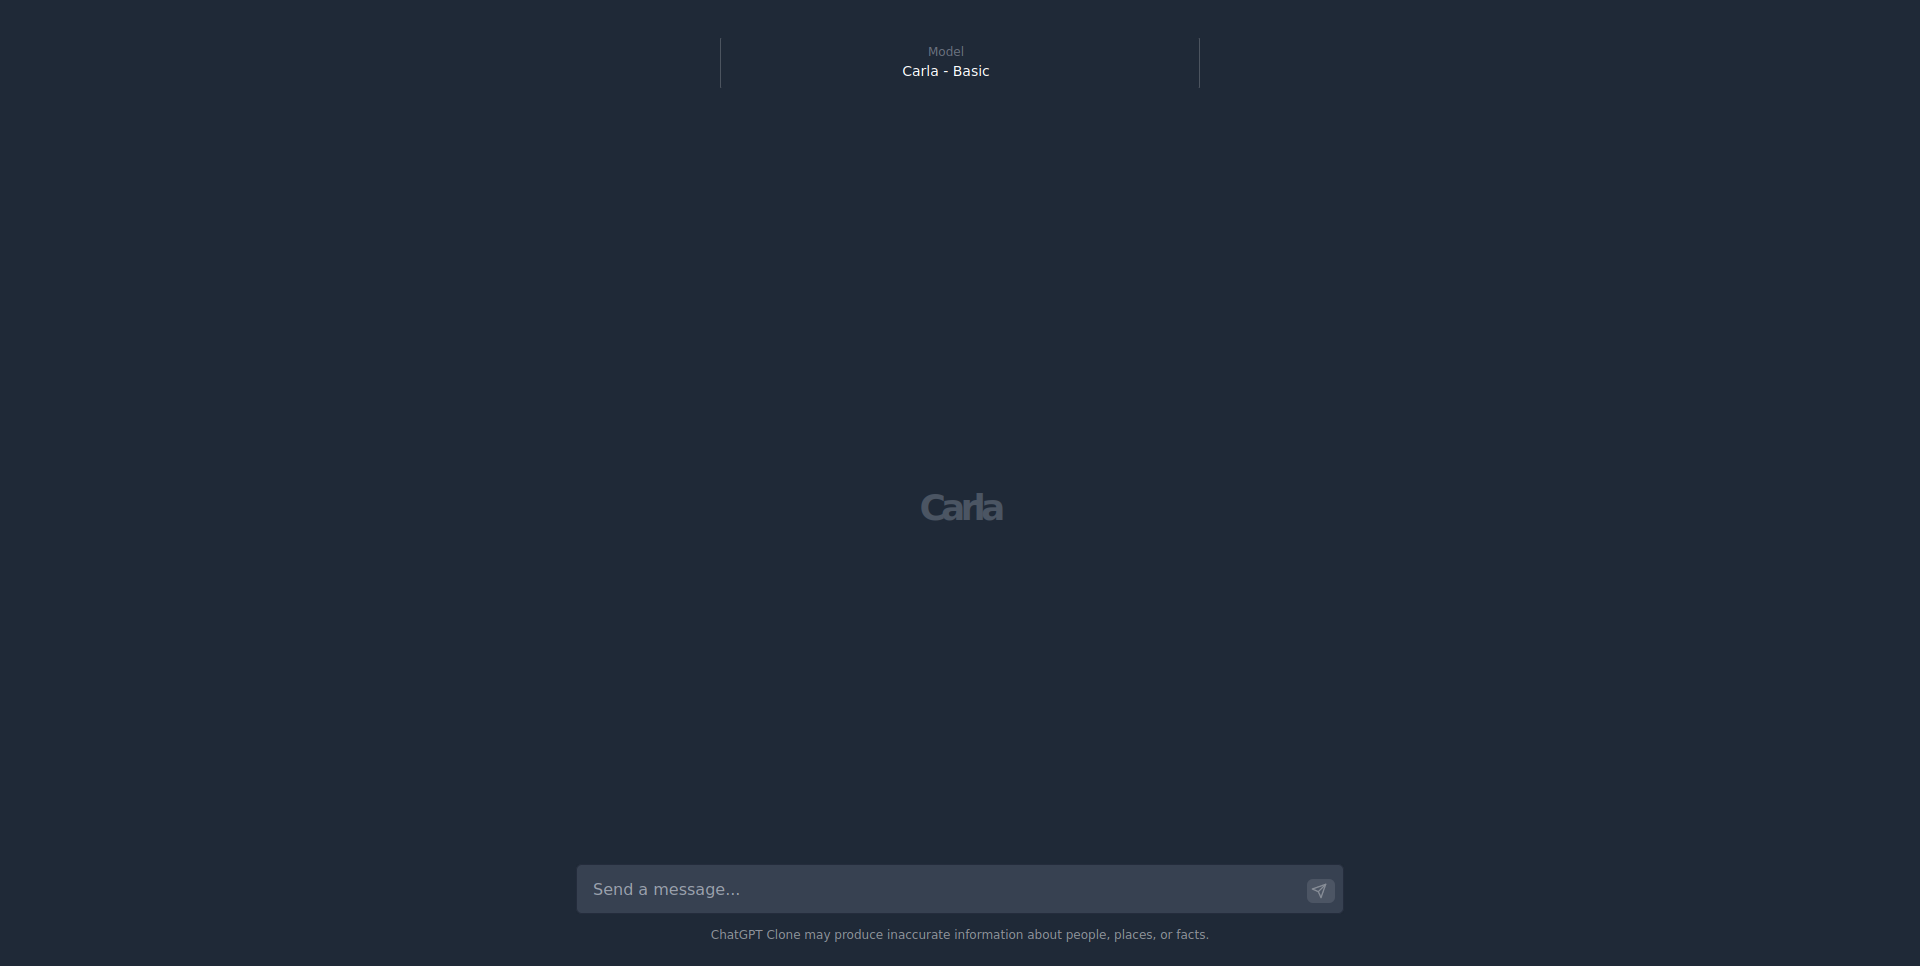 Model
Carla - Basic
Carla
Send a message...
ChatGPT Clone may produce inaccurate information about people, places, or facts.